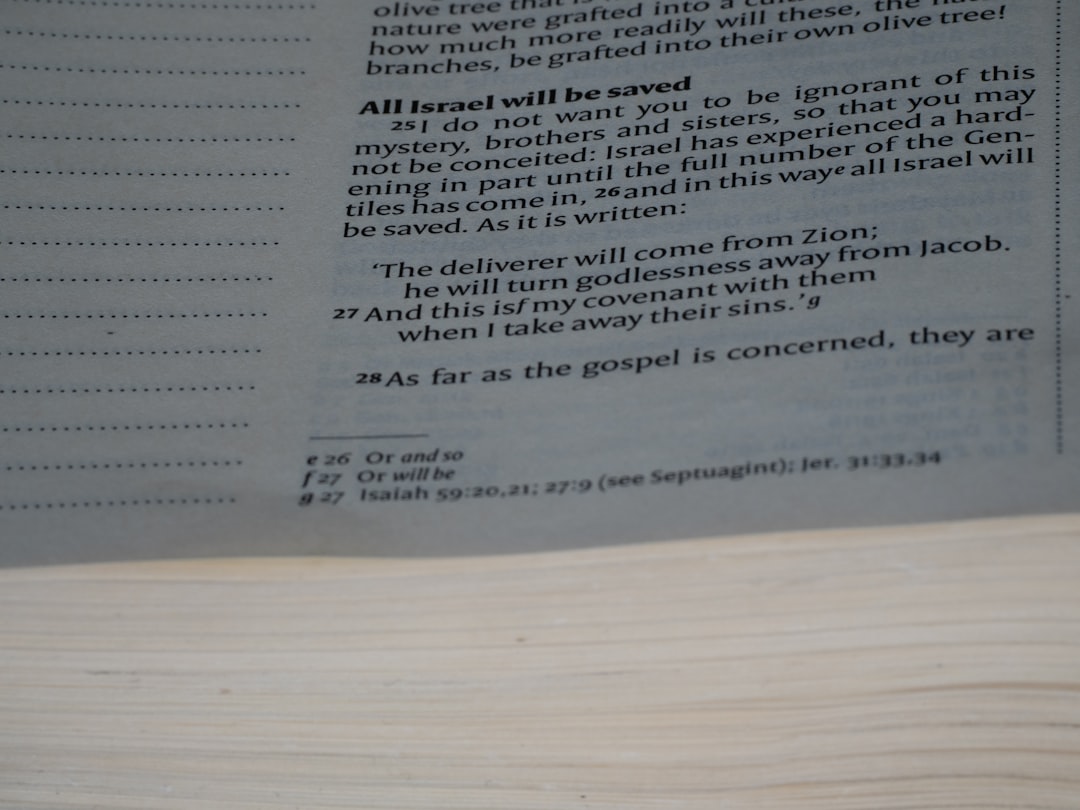 olive tree that is
nature were grafted into a
how much more readily will these, the
branches, be grafted into their own olive tree!
All Israel will be saved
25 I do not want you to be ignorant of this
mystery, brothers and sisters, so that you may
not be conceited: Israel has experienced a hard-
ening in part until the full number of the Gen-
tiles has come in, 26 and in this way e all Israel will
be saved. As it is written:
‘The deliverer will come from Zion;
he will turn godlessness away from Jacob.
27 And this is f my covenant with them
when I take away their sins.’ g
28 As far as the gospel is concerned, they are
e 26 Or and so
f 27 Or will be
g 27 Isaiah 59:20,21; 27:9 (see Septuagint); Jer. 31:33,34